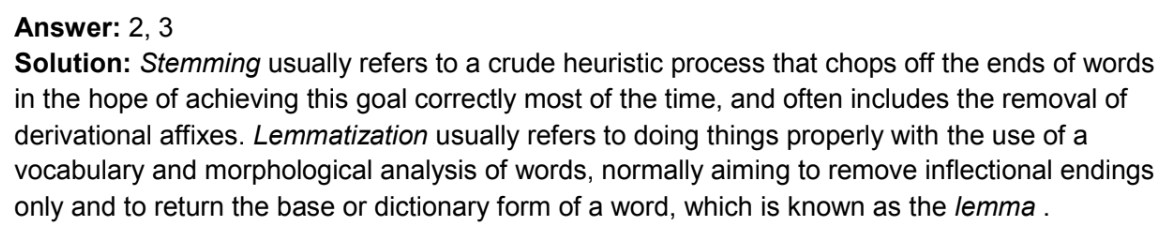 Answer: 2, 3
Solution: Stemming usually refers to a crude heuristic process that chops off the ends of words
in the hope of achieving this goal correctly most of the time, and often includes the removal of
derivational affixes. Lemmatization usually refers to doing things properly with the use of a
vocabulary and morphological analysis of words, normally aiming to remove inflectional endings
only and to return the base or dictionary form of a word, which is known as the lemma .